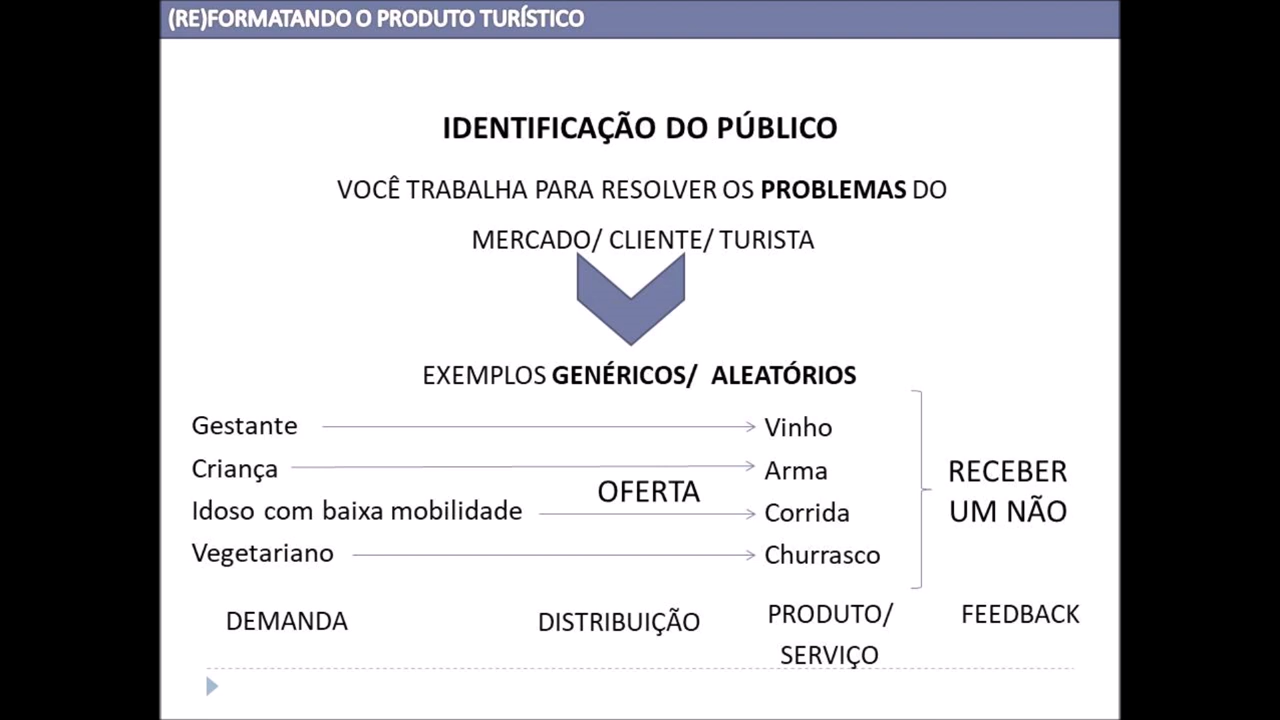 (RE)FORMATANDO O PRODUTO TURÍSTICO
IDENTIFICAÇÃO DO PÚBLICO
VOCÊ TRABALHA PARA RESOLVER OS PROBLEMAS DO
MERCADO/ CLIENTE/ TURISTA
EXEMPLOS GENÉRICOS/ ALEATÓRIOS
Gestante
Vinho
Criança
Arma
OFERTA
Idoso com baixa mobilidade
Corrida
Vegetariano
Churrasco
RECEBER
UM NÃO
DEMANDA
DISTRIBUIÇÃO
PRODUTO/
SERVIÇO
FEEDBACK